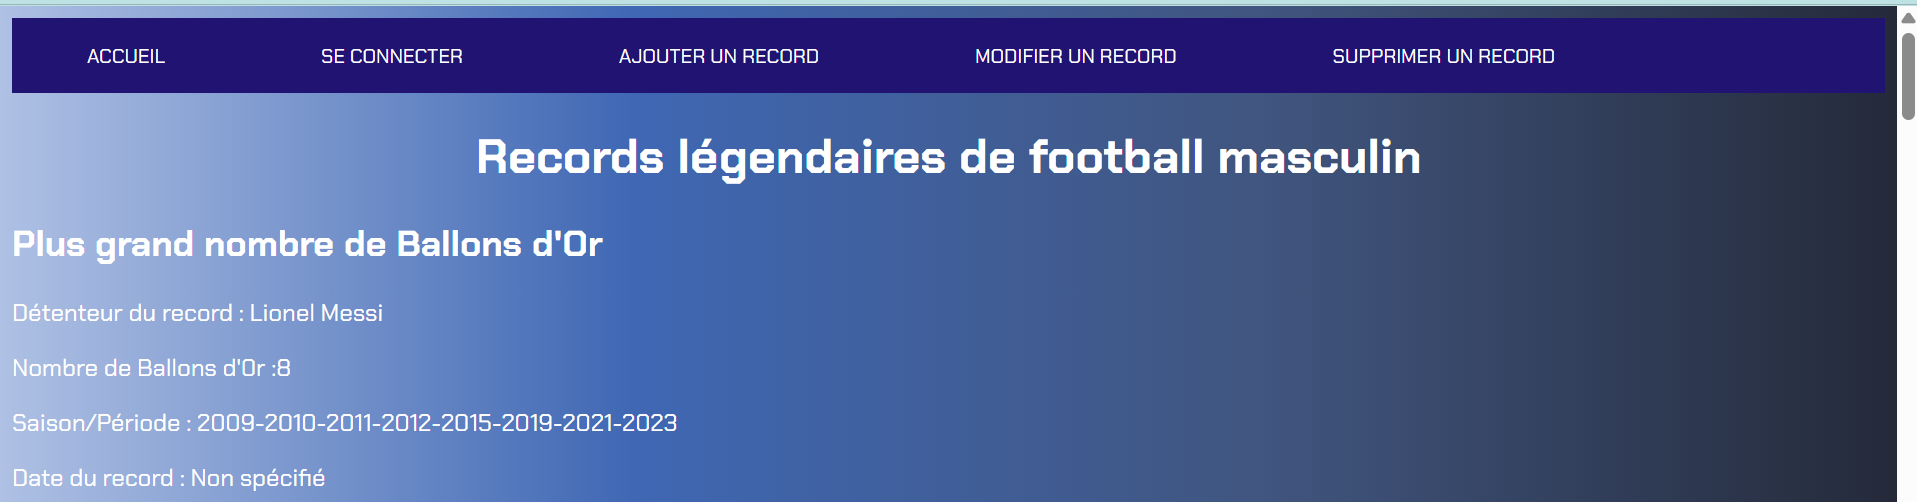 ACCUEIL SE CONNECTER AJOUTER UN RECORD MODIFIER UN RECORD SUPPRIMER UN RECORD
Records légendaires de football masculin
Plus grand nombre de Ballons d'Or
Détenteur du record : Lionel Messi
Nombre de Ballons d'Or :8
Saison/Période : 2009-2010-2011-2012-2015-2019-2021-2023
Date du record : Non spécifié